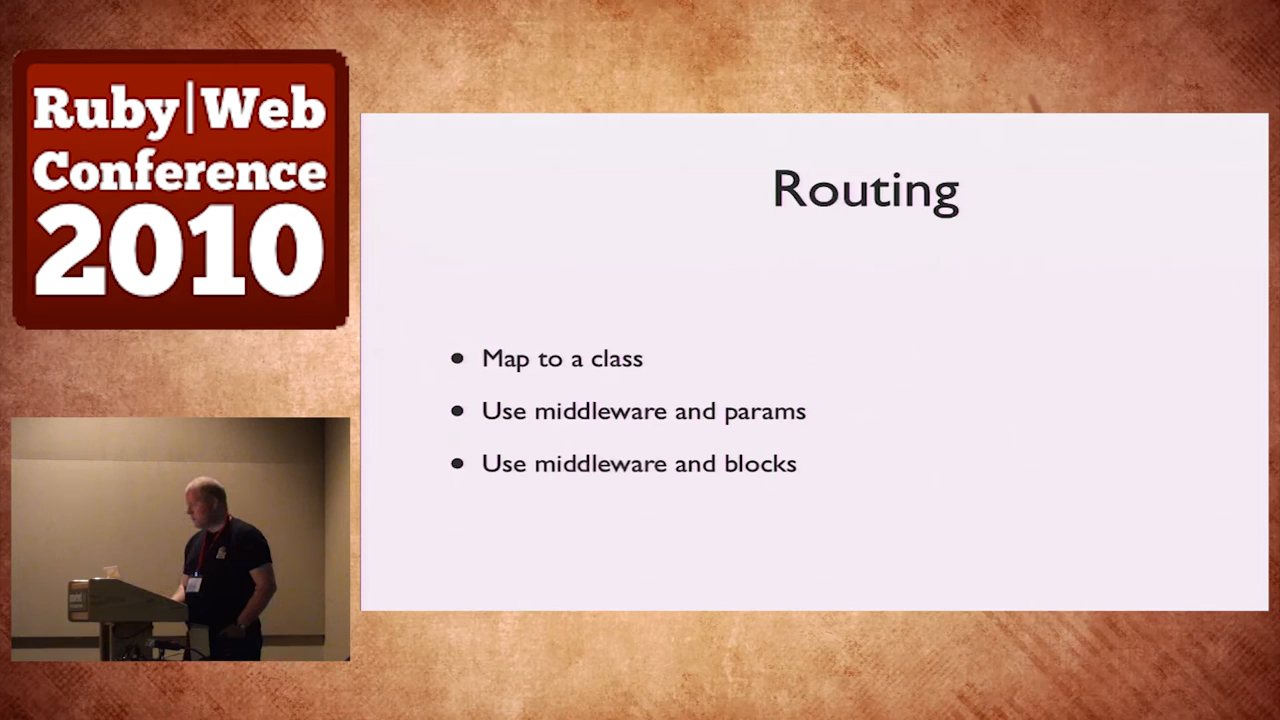 Ruby|Web
Conference
2010
Routing
• Map to a class
• Use middleware and params
• Use middleware and blocks